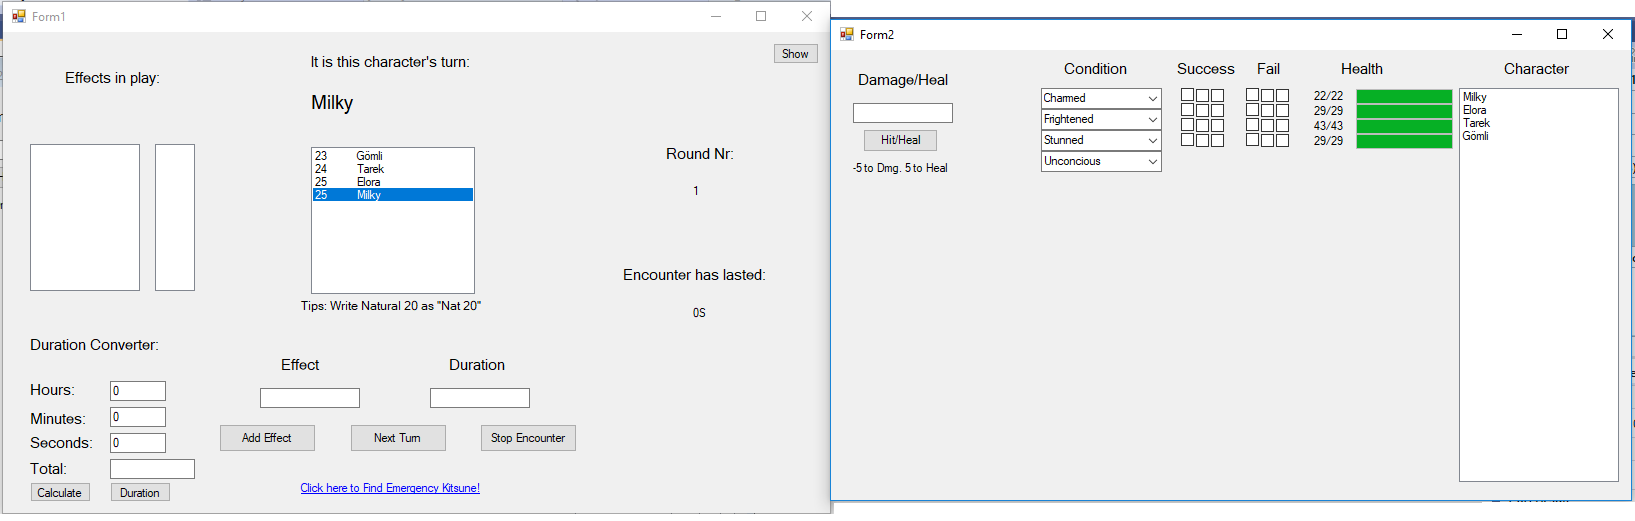 Form1
Show
It is this character's turn:
Effects in play:
Milky
23 Gömli
24 Tarek
25 Elora
25 Milky
Round Nr:
1
Encounter has lasted:
0S
Tips: Write Natural 20 as "Nat 20"
Duration Converter:
Effect
Duration
Hours:
0
Minutes:
0
Seconds:
0
Total:
Calculate
Duration
Add Effect
Next Turn
Stop Encounter
Click here to Find Emergency Kitsune!
Form2
Damage/Heal
Hit/Heal
-5 to Dmg. 5 to Heal
Condition
Success
Fail
Health
Character
Charmed
Frightened
Stunned
Unconcious
22/22
29/29
43/43
29/29
Milky
Elora
Tarek
Gömli